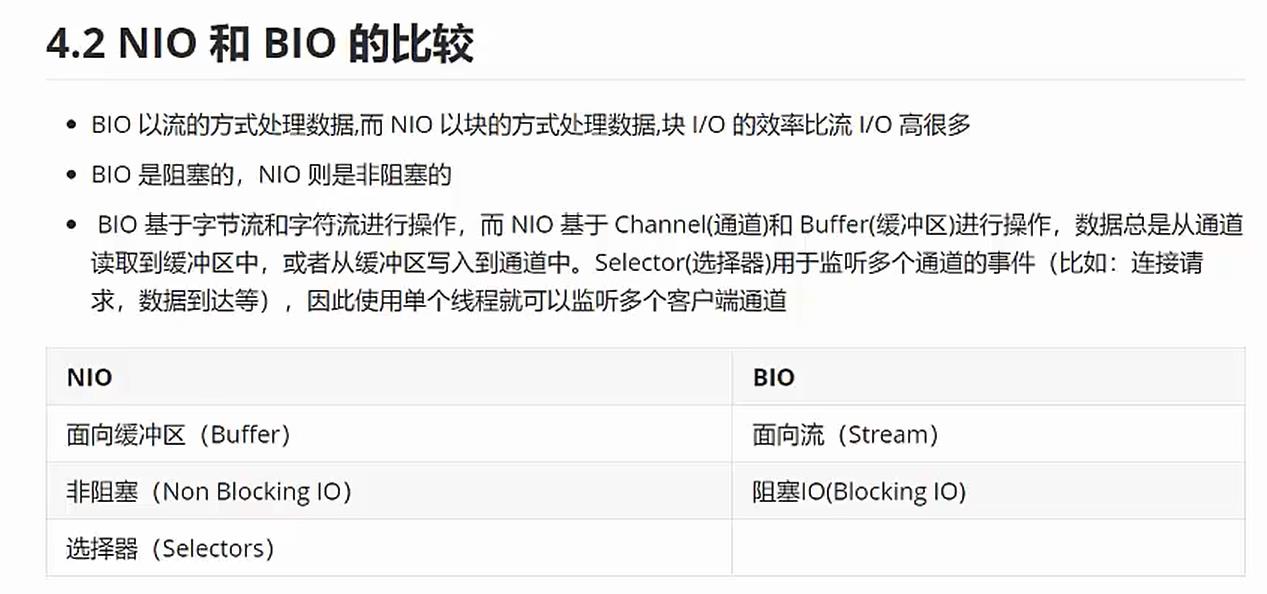 4.2 NIO 和 BIO 的比较
BIO 以流的方式处理数据,而 NIO 以块的方式处理数据,块 I/O 的效率比流 I/O 高很多
BIO 是阻塞的，NIO 则是非阻塞的
BIO 基于字节流和字符流进行操作，而 NIO 基于 Channel(通道)和 Buffer(缓冲区)进行操作，数据总是从通道
读取到缓冲区中，或者从缓冲区写入到通道中。Selector(选择器)用于监听多个通道的事件（比如：连接请
求，数据到达等），因此使用单个线程就可以监听多个客户端通道
NIO BIO
面向缓冲区（Buffer） 面向流（Stream）
非阻塞（Non Blocking IO） 阻塞IO(Blocking IO)
选择器（Selectors）